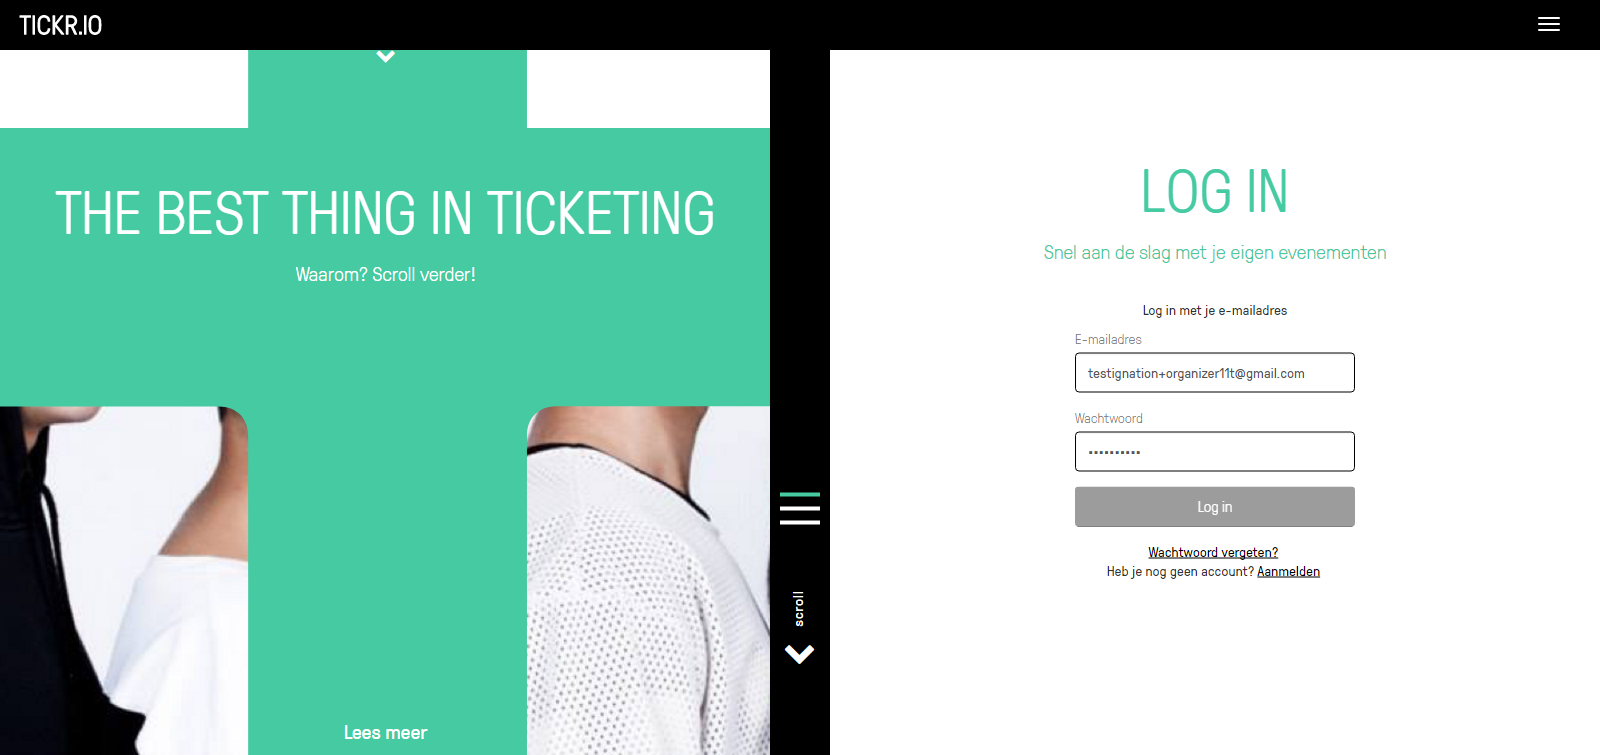 TICKR.IO
THE BEST THING IN TICKETING
Waarom? Scroll verder!
Lees meer
scroll
LOG IN
Snel aan de slag met je eigen evenementen
Log in met je e-mailadres
E-mailadres
testignation+organizer11t@gmail.com
Wachtwoord
Log in
Wachtwoord vergeten?
Heb je nog geen account? Aanmelden